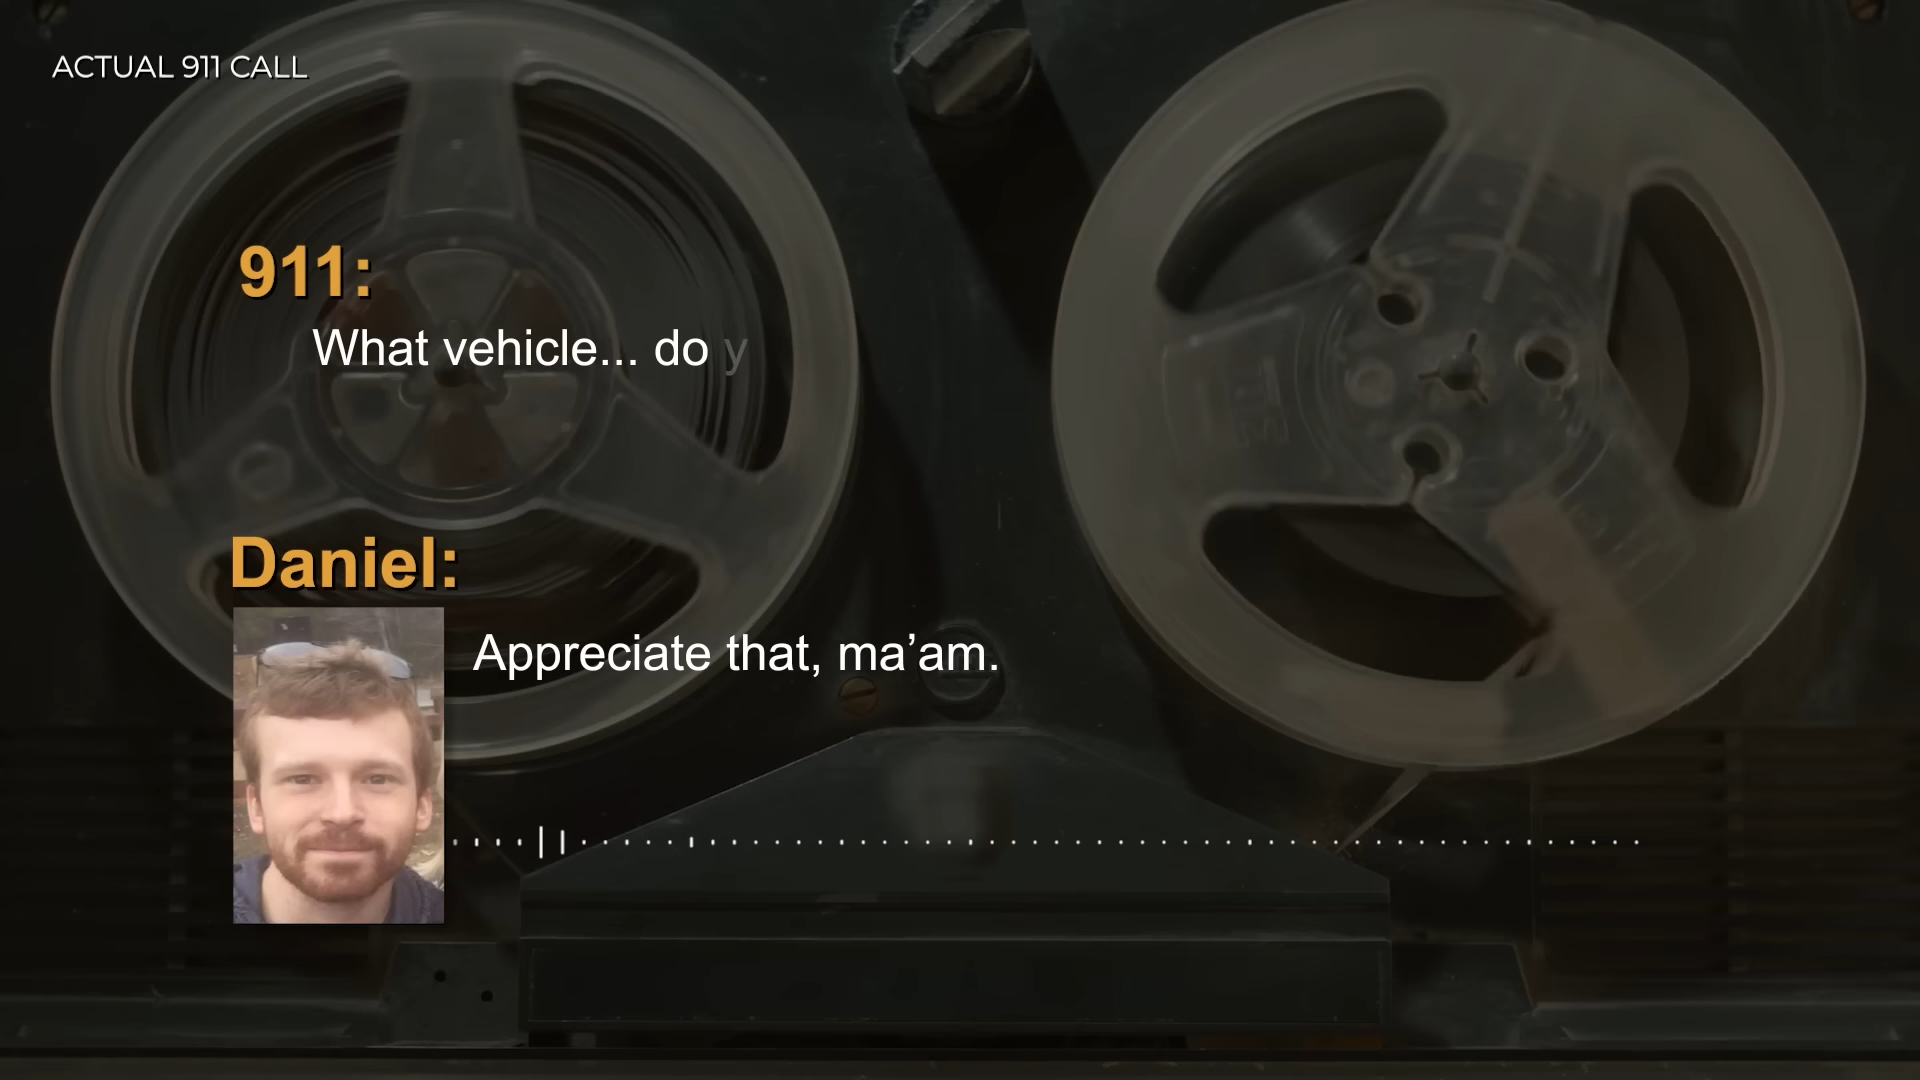 ACTUAL 911 CALL
911:
What vehicle... do y
Daniel:
Appreciate that, ma’am.